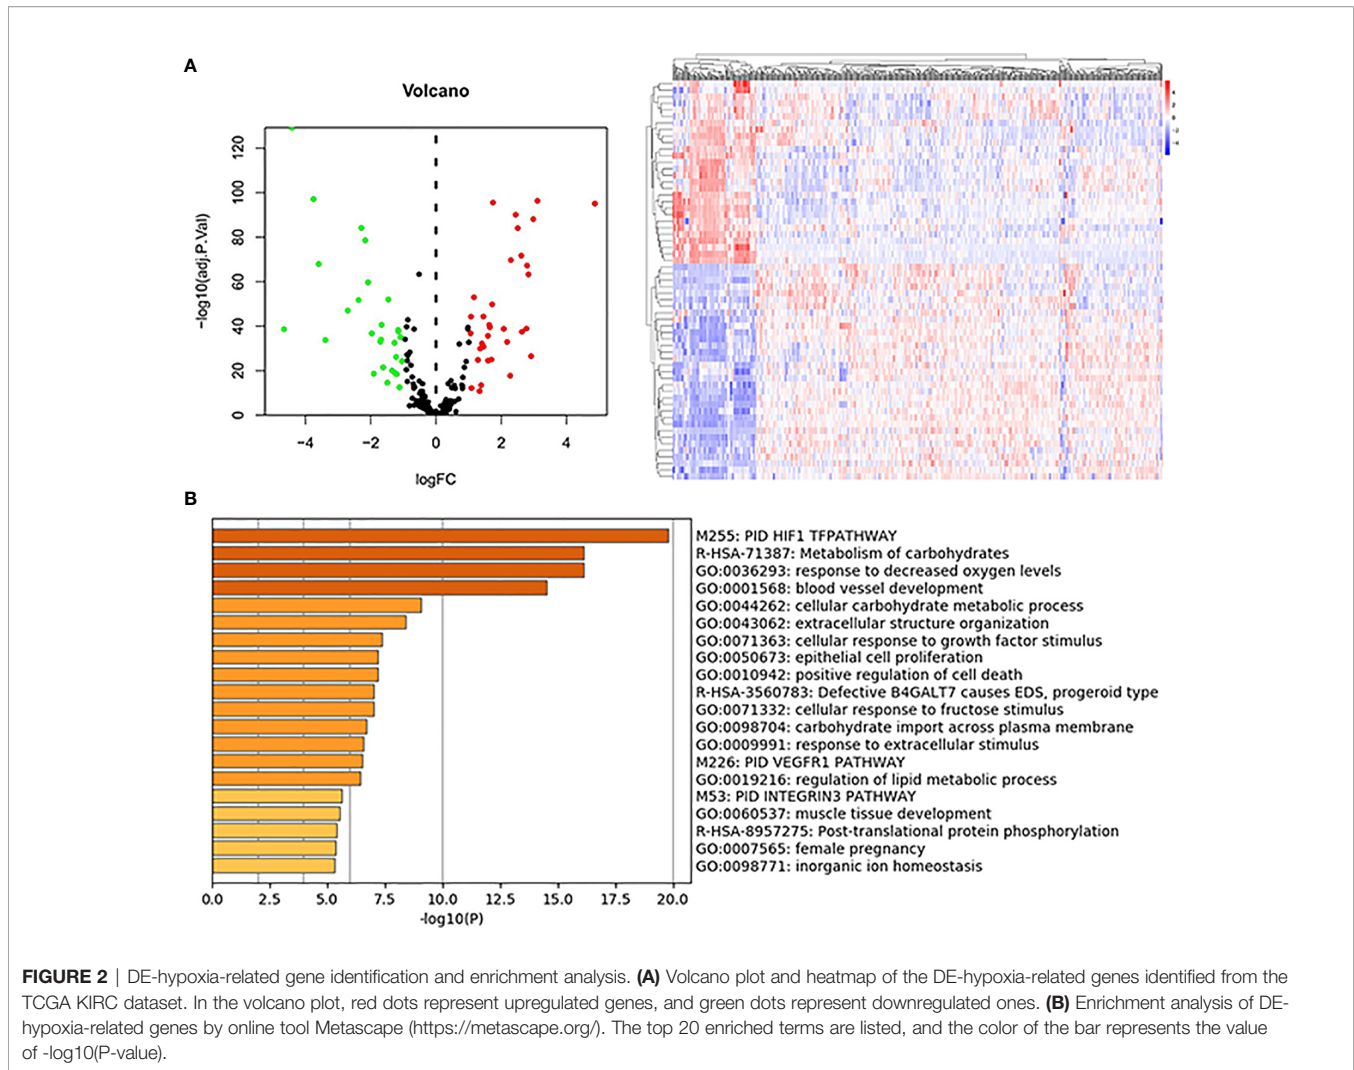 A
Volcano
-log10(adj.P.Val)
120
100
80
60
40
20
0
-4
-2
0
2
4
logFC
4
2
0
-2
-4
B
M255: PID HIF1 TFPATHWAY
R-HSA-71387: Metabolism of carbohydrates
GO:0036293: response to decreased oxygen levels
GO:0001568: blood vessel development
GO:0044262: cellular carbohydrate metabolic process
GO:0043062: extracellular structure organization
GO:0071363: cellular response to growth factor stimulus
GO:0050673: epithelial cell proliferation
GO:0010942: positive regulation of cell death
R-HSA-3560783: Defective B4GALT7 causes EDS, progeroid type
GO:0071332: cellular response to fructose stimulus
GO:0098704: carbohydrate import across plasma membrane
GO:0009991: response to extracellular stimulus
M226: PID VEGFR1 PATHWAY
GO:0019216: regulation of lipid metabolic process
M53: PID INTEGRIN3 PATHWAY
GO:0060537: muscle tissue development
R-HSA-8957275: Post-translational protein phosphorylation
GO:0007565: female pregnancy
GO:0098771: inorganic ion homeostasis
0.0 2.5 5.0 7.5 10.0 12.5 15.0 17.5 20.0
-log10(P)
FIGURE 2 | DE-hypoxia-related gene identification and enrichment analysis. (A) Volcano plot and heatmap of the DE-hypoxia-related genes identified from the
TCGA KIRC dataset. In the volcano plot, red dots represent upregulated genes, and green dots represent downregulated ones. (B) Enrichment analysis of DE-
hypoxia-related genes by online tool Metascape (https://metascape.org/). The top 20 enriched terms are listed, and the color of the bar represents the value
of -log10(P-value).